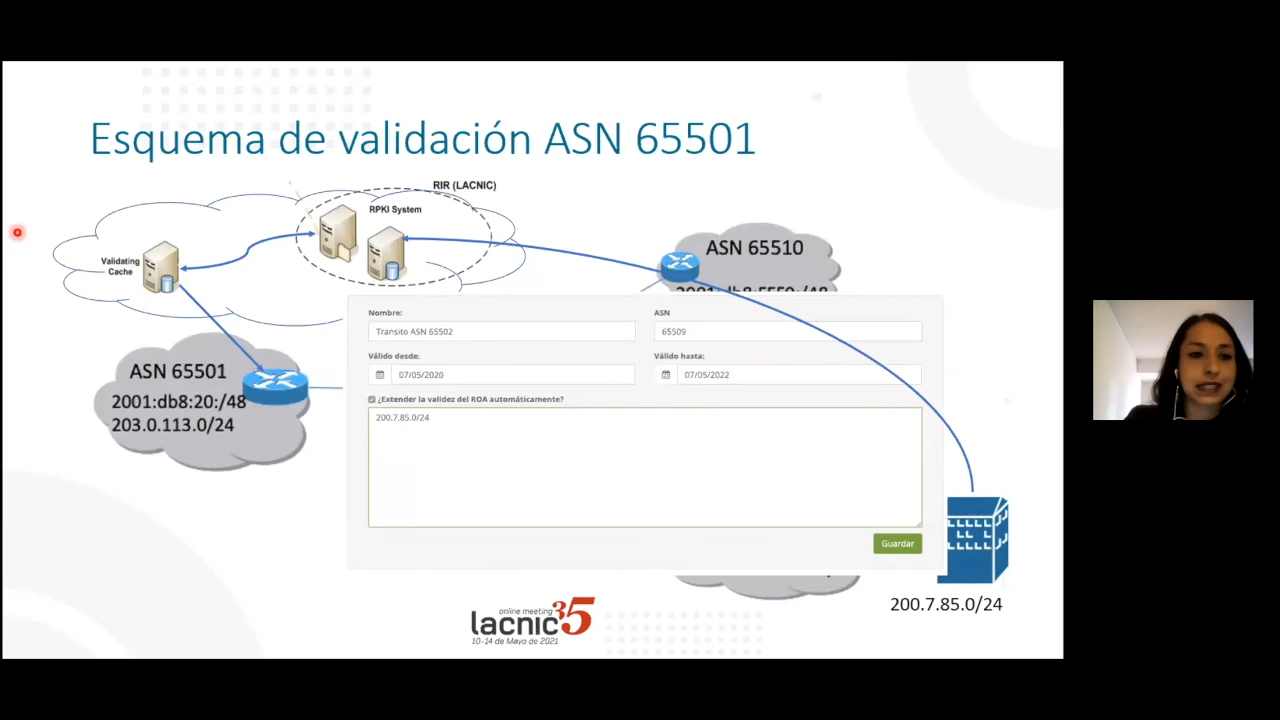 Esquema de validación ASN 65501
RIR (LACNIC)
RPKI System
Validating
Cache
ASN 65510
ASN 65501
2001:db8:20:/48
203.0.113.0/24
Nombre:
Transito ASN 65502
ASN
65509
Válido desde:
07/05/2020
Válido hasta:
07/05/2022
¿Extender la validez del ROA automáticamente?
200.7.85.0/24
Guardar
200.7.85.0/24
online meeting
lacnic35
10-14 de Mayo de 2021